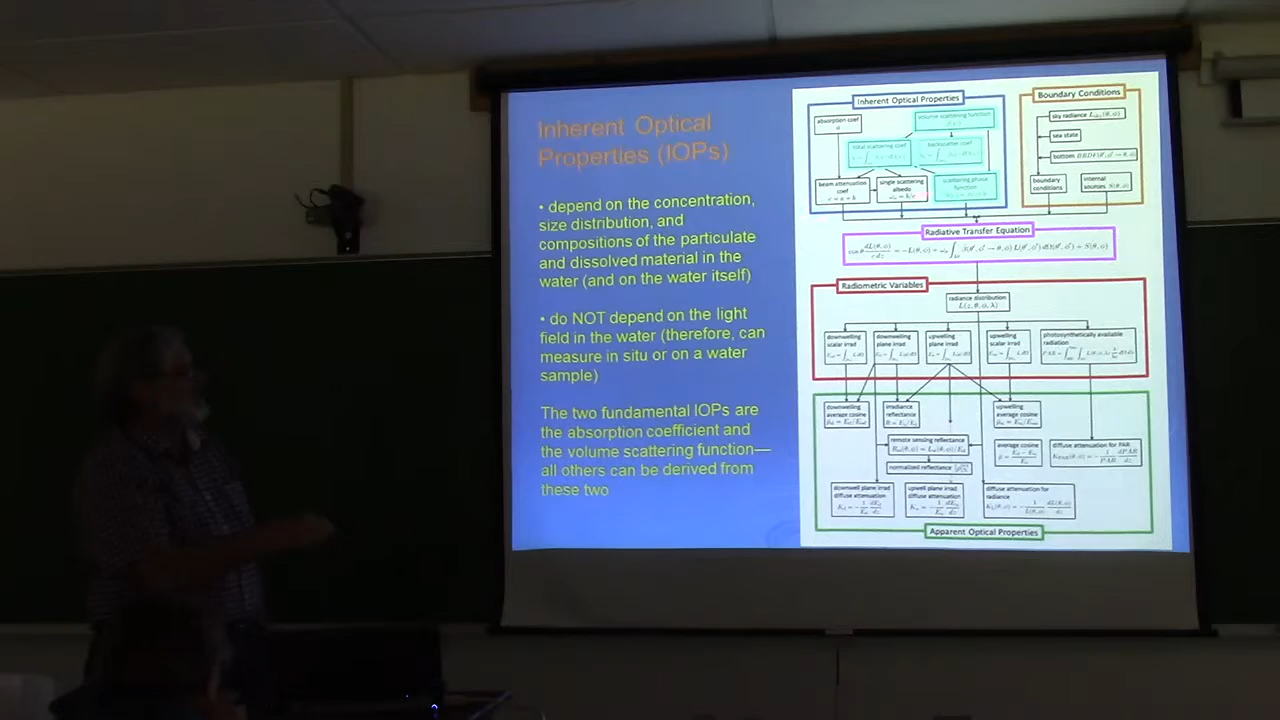 Inherent Optical
Properties (IOPs)
• depend on the concentration,
size distribution, and
compositions of the particulate
and dissolved material in the
water (and on the water itself)
• do NOT depend on the light
field in the water (therefore, can
measure in situ or on a water
sample)
The two fundamental IOPs are
the absorption coefficient and
the volume scattering function—
all others can be derived from
these two
Inherent Optical Properties
absorption coef
a
volume scattering function
total scattering coef
backscatter coef
beam attenuation
coef
c = a + b
single scattering
albedo
scattering phase
function
Boundary Conditions
sky radiance
sea state
bottom
boundary
conditions
internal
sources S(θ,φ)
Radiative Transfer Equation
Radiometric Variables
radiance distribution
L(z,θ,φ,λ)
downwelling
scalar irrad
downwelling
plane irrad
upwelling
plane irrad
upwelling
scalar irrad
photosynthetically available
radiation
downwelling
average cosine
irradiance
reflectance
upwelling
average cosine
remote sensing reflectance
normalized reflectance
average cosine
diffuse attenuation for PAR
downwell plane irrad
diffuse attenuation
upwell plane irrad
diffuse attenuation
diffuse attenuation for
radiance
Apparent Optical Properties